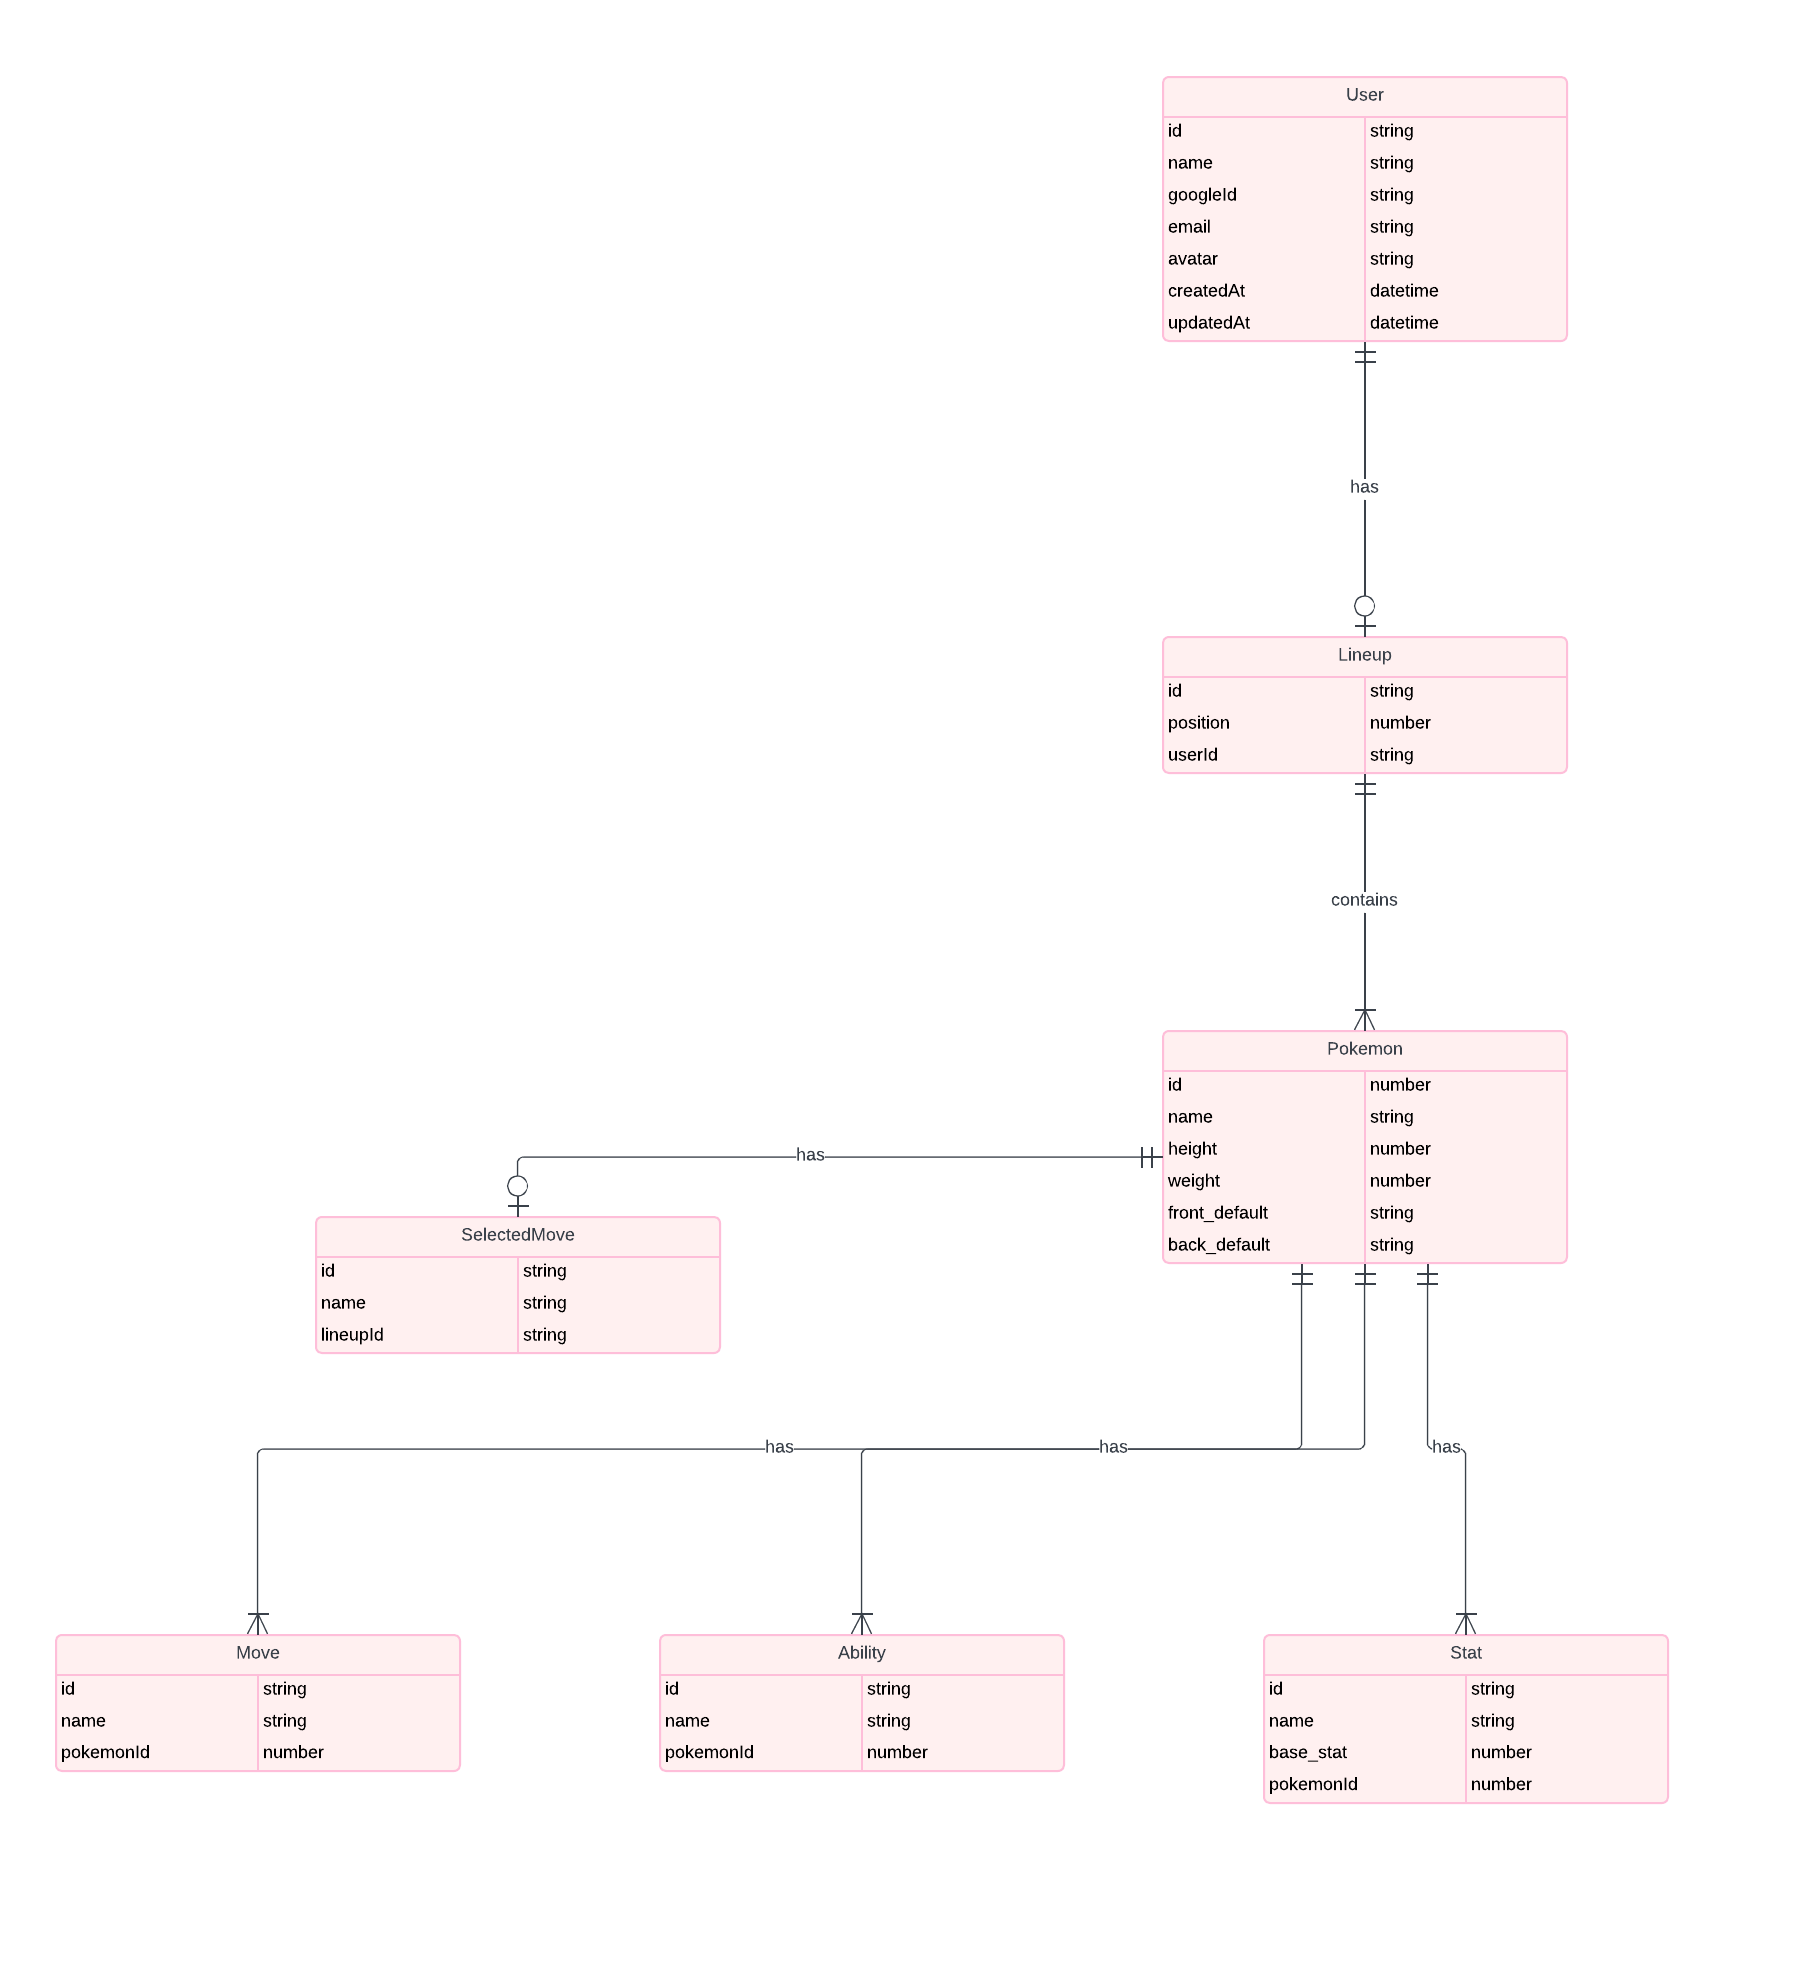 User
id string
name string
googleId string
email string
avatar string
createdAt datetime
updatedAt datetime
has
Lineup
id string
position number
userId string
contains
Pokemon
id number
name string
height number
weight number
front_default string
back_default string
has
SelectedMove
id string
name string
lineupId string
has
has
has
Move
id string
name string
pokemonId number
Ability
id string
name string
pokemonId number
Stat
id string
name string
base_stat number
pokemonId number